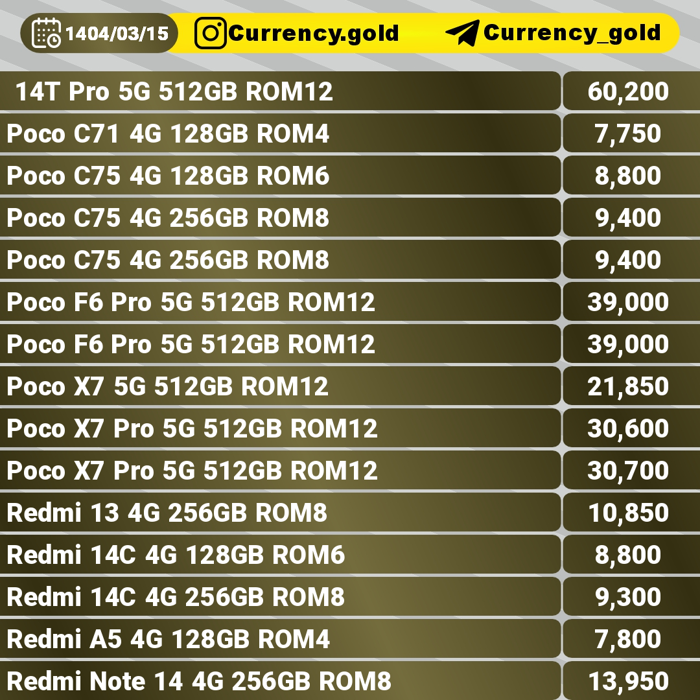 1404/03/15
Currency.gold
Currency_gold
14T Pro 5G 512GB ROM12 60,200
Poco C71 4G 128GB ROM4 7,750
Poco C75 4G 128GB ROM6 8,800
Poco C75 4G 256GB ROM8 9,400
Poco C75 4G 256GB ROM8 9,400
Poco F6 Pro 5G 512GB ROM12 39,000
Poco F6 Pro 5G 512GB ROM12 39,000
Poco X7 5G 512GB ROM12 21,850
Poco X7 Pro 5G 512GB ROM12 30,600
Poco X7 Pro 5G 512GB ROM12 30,700
Redmi 13 4G 256GB ROM8 10,850
Redmi 14C 4G 128GB ROM6 8,800
Redmi 14C 4G 256GB ROM8 9,300
Redmi A5 4G 128GB ROM4 7,800
Redmi Note 14 4G 256GB ROM8 13,950